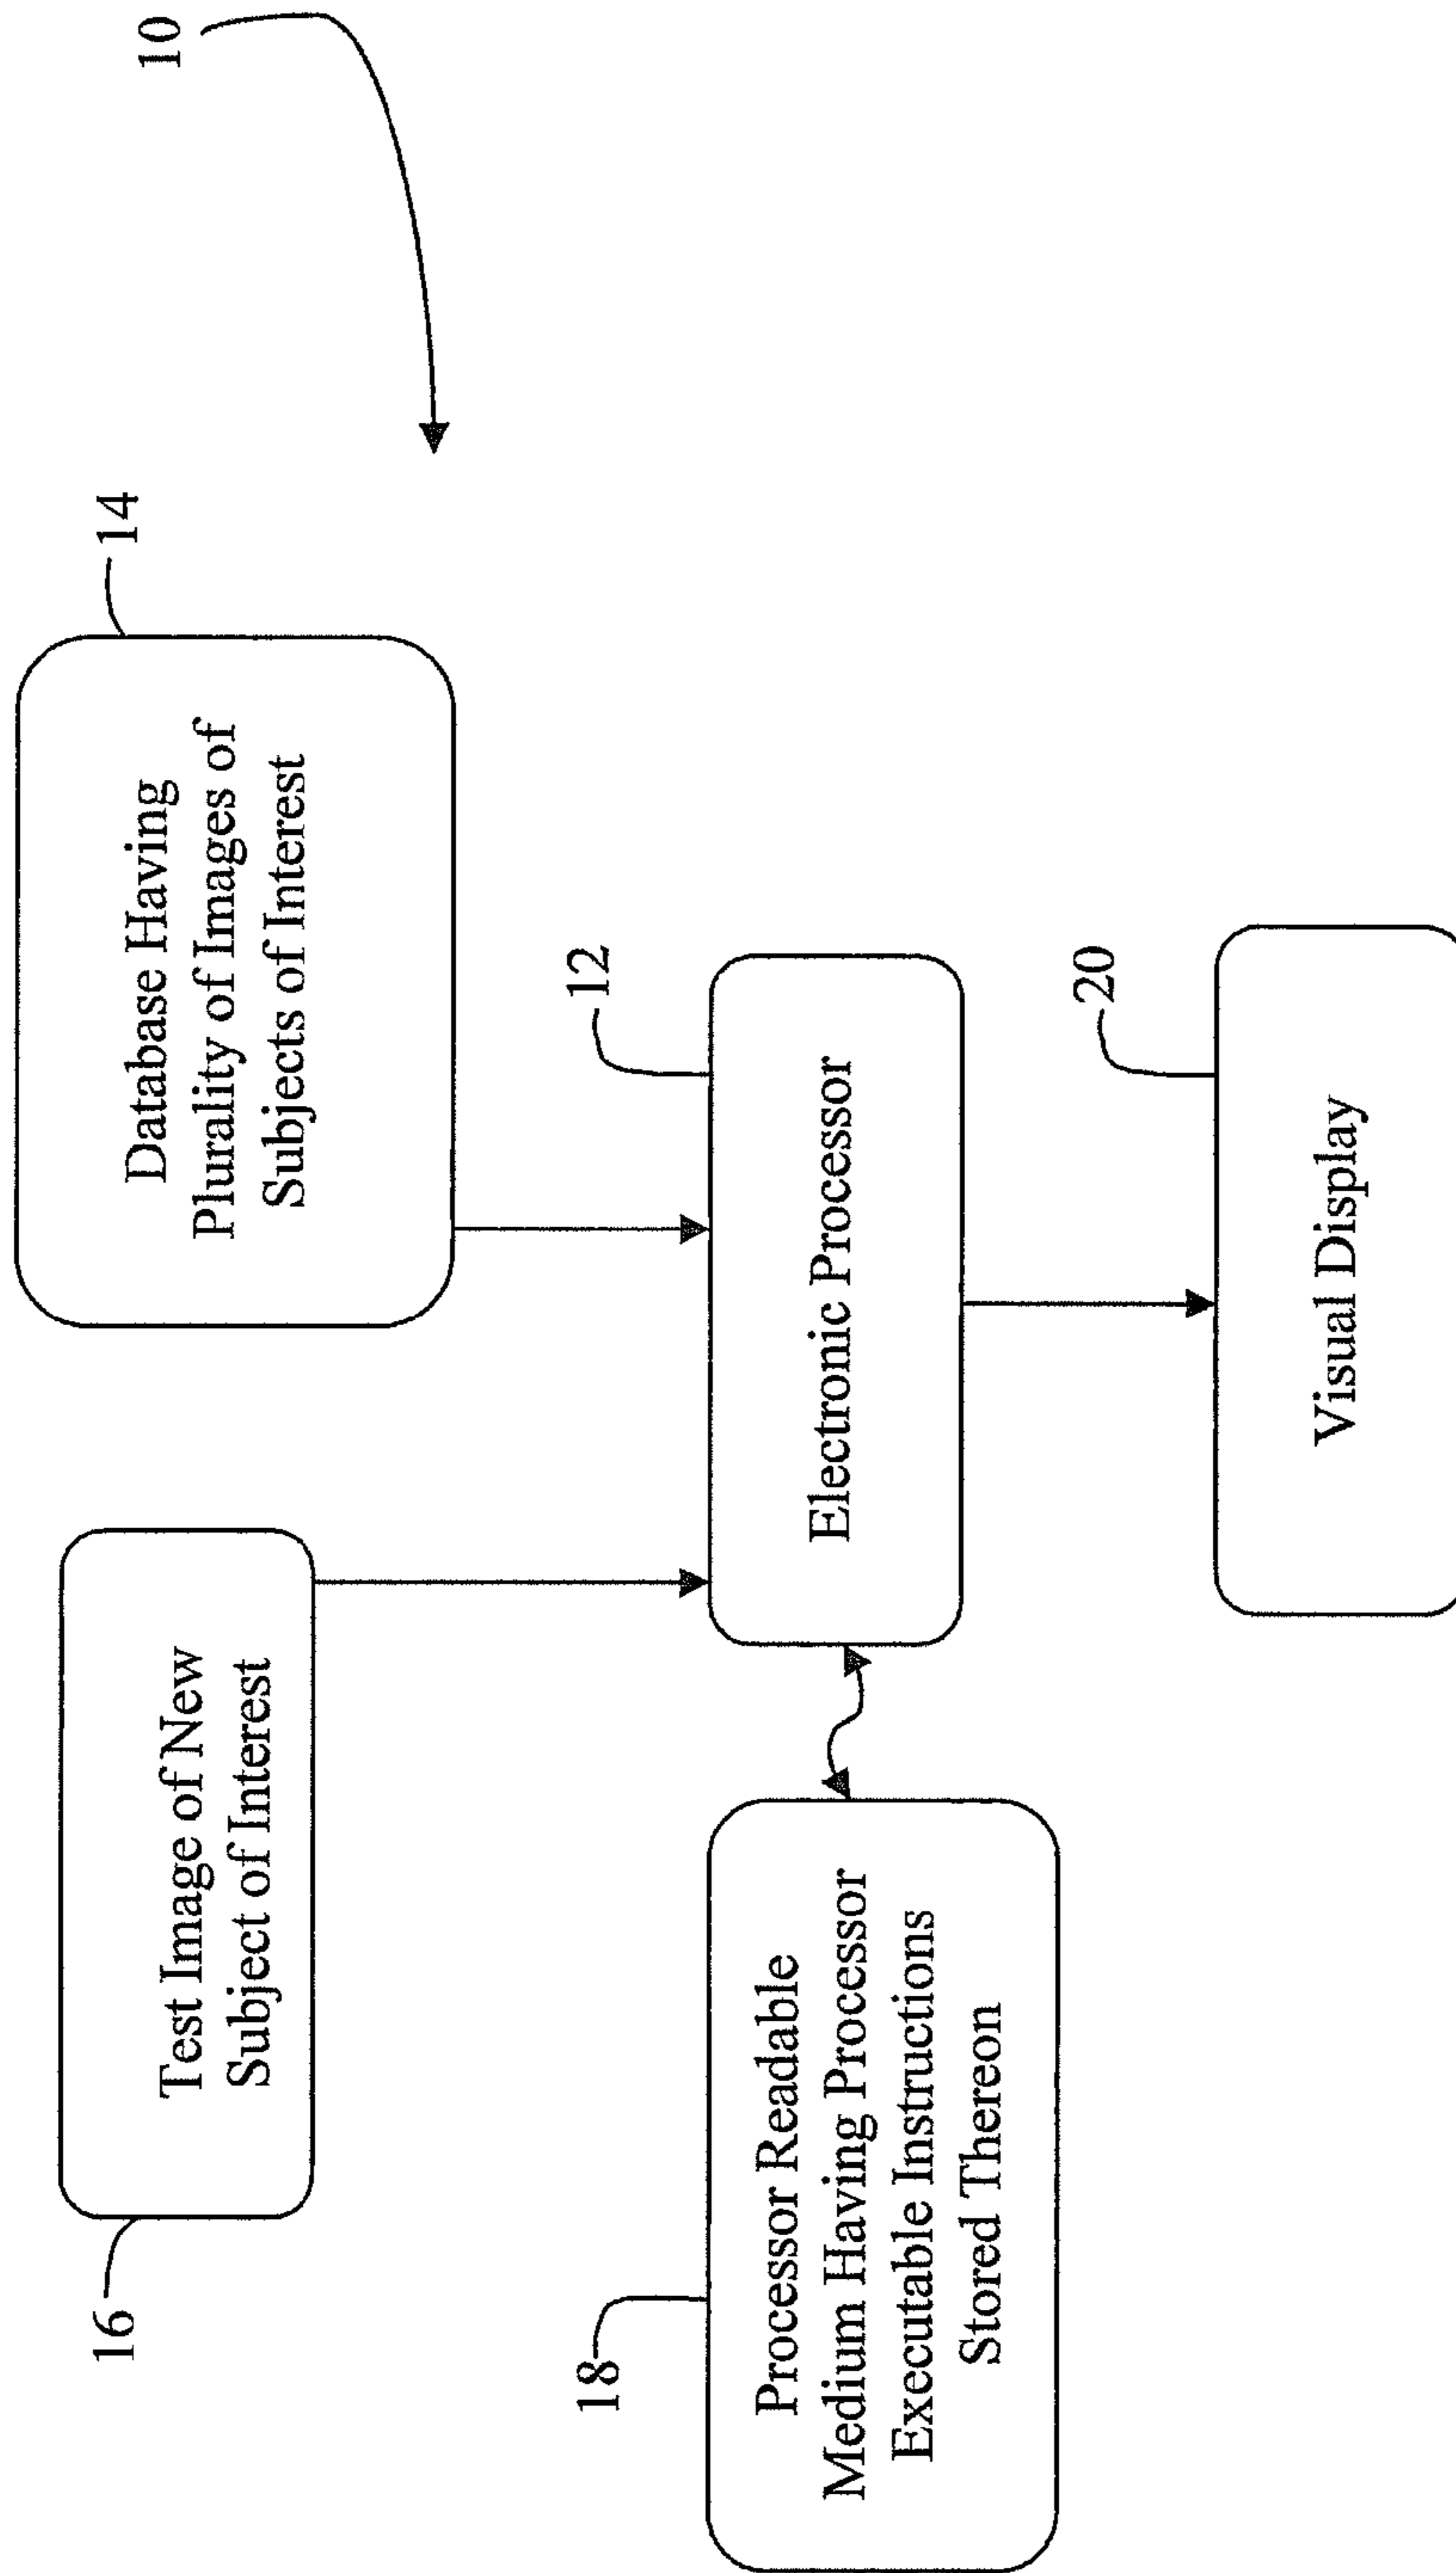 10
14
Database Having
Plurality of Images of
Subjects of Interest
16
Test Image of New
Subject of Interest
12
Electronic Processor
18
Processor Readable
Medium Having Processor
Executable Instructions
Stored Thereon
20
Visual Display